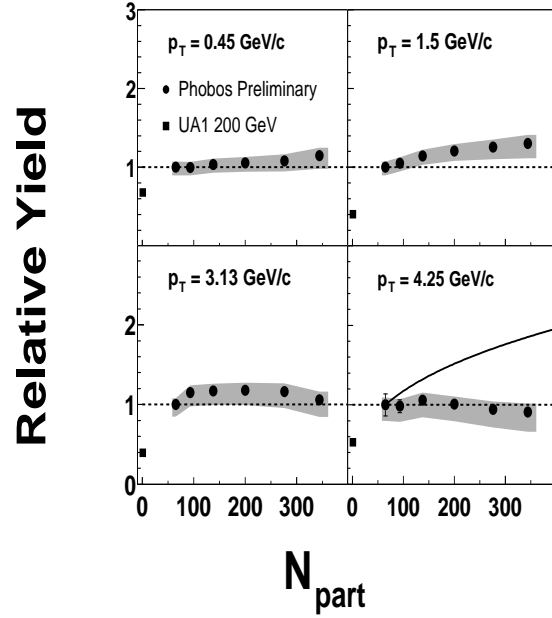 Relative Yield
3
2
1
0
p_T = 0.45 GeV/c
Phobos Preliminary
UA1 200 GeV
p_T = 1.5 GeV/c
2
1
0
p_T = 3.13 GeV/c
p_T = 4.25 GeV/c
0 100 200 300
0 100 200 300
N_part